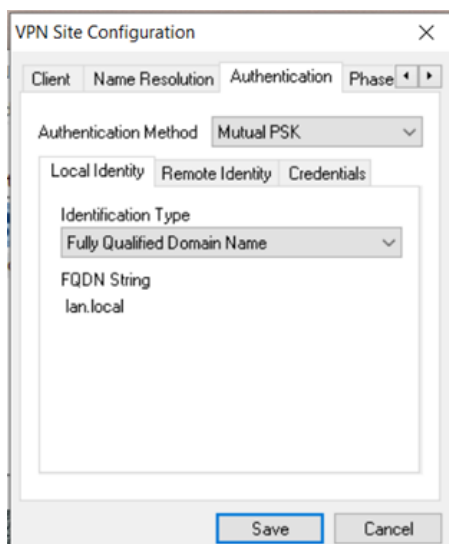 VPN Site Configuration
Client Name Resolution Authentication Phase
Authentication Method Mutual PSK
Local Identity Remote Identity Credentials
Identification Type
Fully Qualified Domain Name
FQDN String
lan.local
Save Cancel